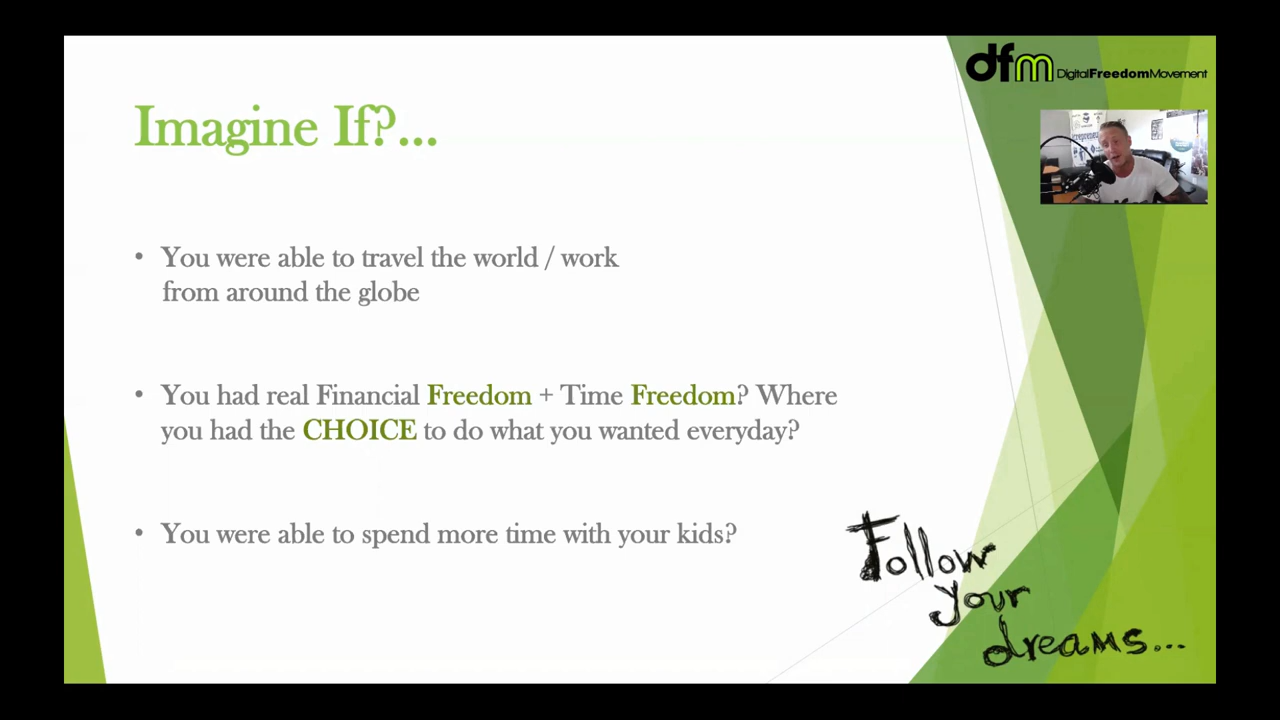 dfm DigitalFreedomMovement
Imagine If?...
• You were able to travel the world / work
from around the globe
• You had real Financial Freedom + Time Freedom? Where
you had the CHOICE to do what you wanted everyday?
• You were able to spend more time with your kids?
Follow
your
dreams...